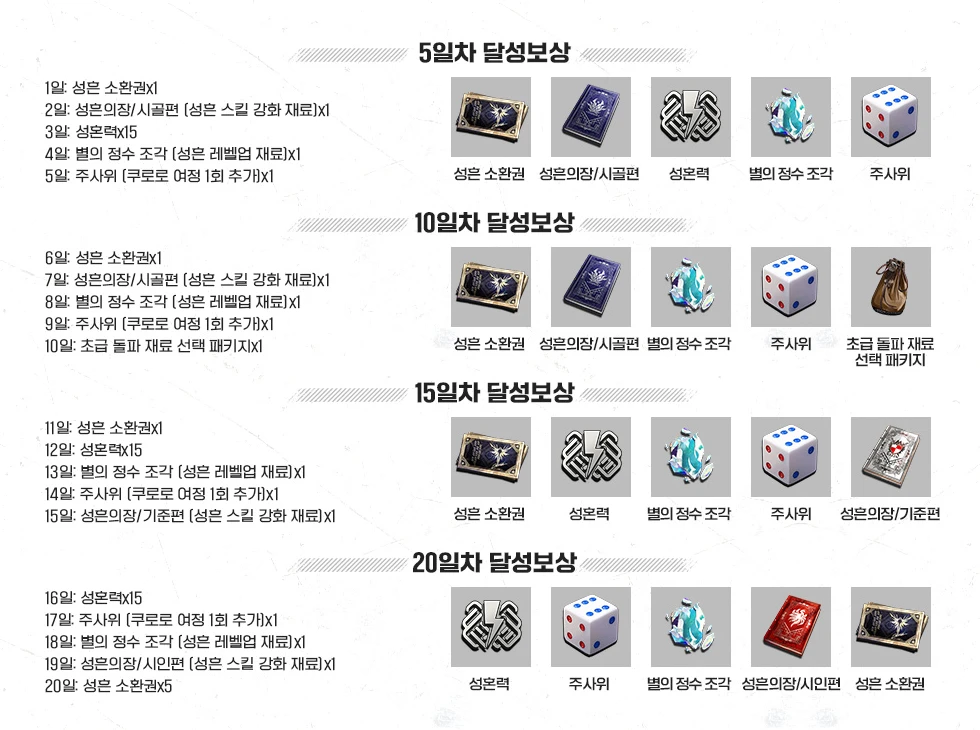 5일차 달성보상
1일: 성흔 소환권x1
2일: 성흔의장/시골편 (성흔 스킬 강화 재료)x1
3일: 성혼력x15
4일: 별의 정수 조각 (성흔 레벨업 재료)x1
5일: 주사위 (쿠로로 여정 1회 추가)x1
성흔 소환권 성흔의장/시골편 성혼력 별의 정수 조각 주사위
10일차 달성보상
6일: 성흔 소환권x1
7일: 성흔의장/시골편 (성흔 스킬 강화 재료)x1
8일: 별의 정수 조각 (성흔 레벨업 재료)x1
9일: 주사위 (쿠로로 여정 1회 추가)x1
10일: 초급 돌파 재료 선택 패키지x1
성흔 소환권 성흔의장/시골편 별의 정수 조각 주사위 초급 돌파 재료
선택 패키지
15일차 달성보상
11일: 성흔 소환권x1
12일: 성혼력x15
13일: 별의 정수 조각 (성흔 레벨업 재료)x1
14일: 주사위 (쿠로로 여정 1회 추가)x1
15일: 성흔의장/기준편 (성흔 스킬 강화 재료)x1
성흔 소환권 성혼력 별의 정수 조각 주사위 성흔의장/기준편
20일차 달성보상
16일: 성혼력x15
17일: 주사위 (쿠로로 여정 1회 추가)x1
18일: 별의 정수 조각 (성흔 레벨업 재료)x1
19일: 성흔의장/시인편 (성흔 스킬 강화 재료)x1
20일: 성흔 소환권x5
성혼력 주사위 별의 정수 조각 성흔의장/시인편 성흔 소환권